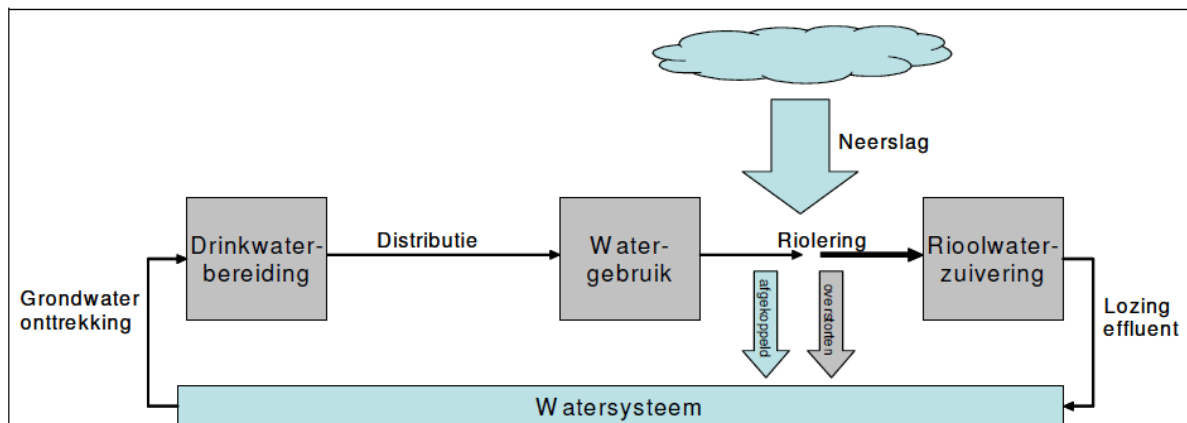 Neerslag
Drinkwater-
bereiding
Distributie
Water-
gebruik
Riolering
Rioolwater-
zuivering
Grondwater
onttrekking
afgekoppeld
overstorten
Lozing
effluent
Watersysteem